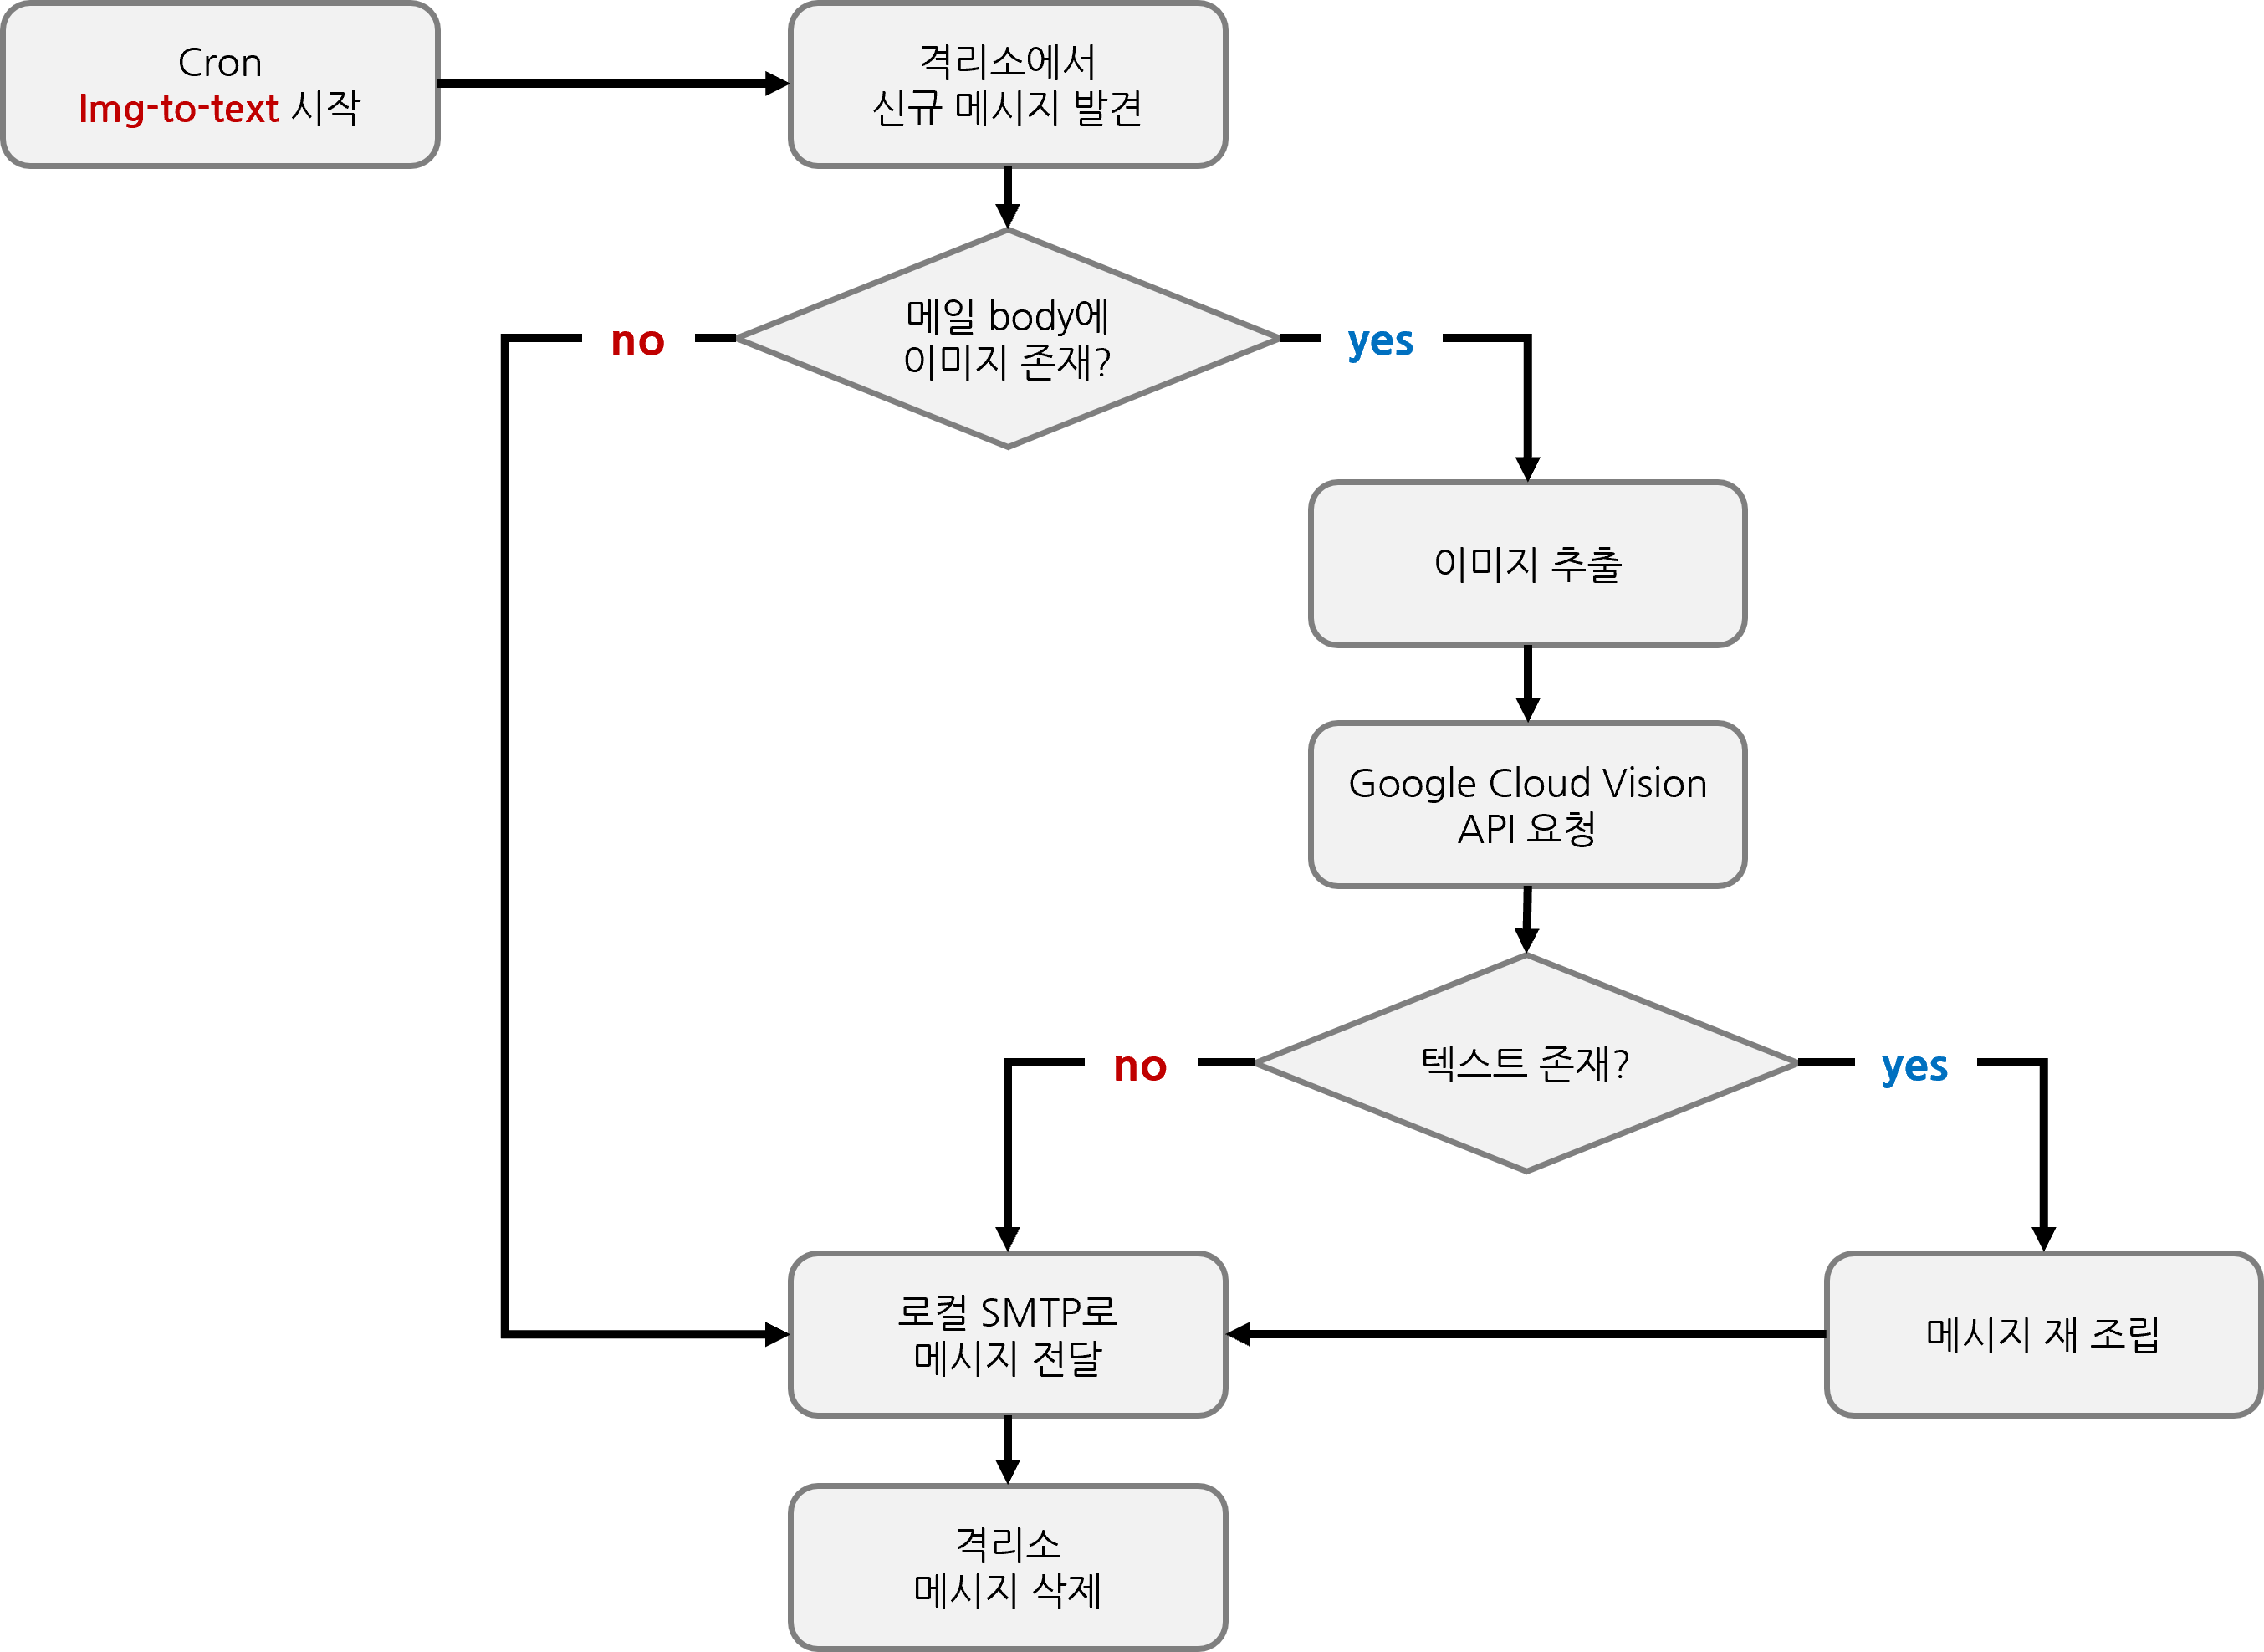 Cron
Img-to-text 시작
격리소에서
신규 메시지 발견
메일 body에
이미지 존재?
no
yes
이미지 추출
Google Cloud Vision
API 요청
텍스트 존재?
no
yes
로컬 SMTP로
메시지 전달
메시지 재 조립
격리소
메시지 삭제